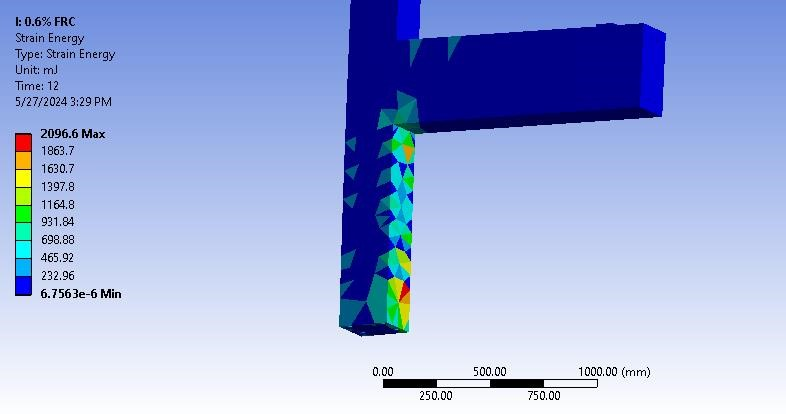 I: 0.6% FRC
Strain Energy
Type: Strain Energy
Unit: mJ
Time: 12
5/27/2024 3:29 PM
2096.6 Max
1863.7
1630.7
1397.8
1164.8
931.84
698.88
465.92
232.96
6.7563e-6 Min
0.00 500.00 1000.00 (mm)
250.00 750.00